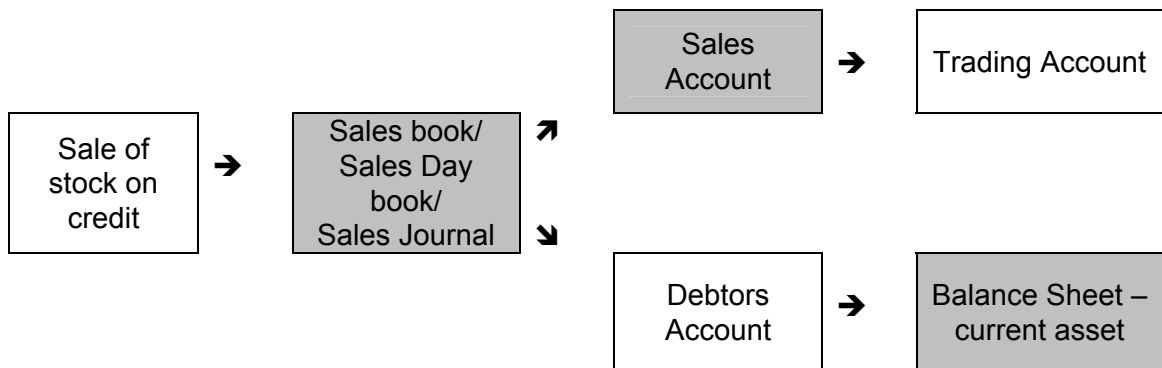 Sales
Account
➔
Trading Account
Sale of
stock on
credit
➔
Sales book/
Sales Day
book/
Sales Journal
➚
➘
Debtors
Account
➔
Balance Sheet –
current asset